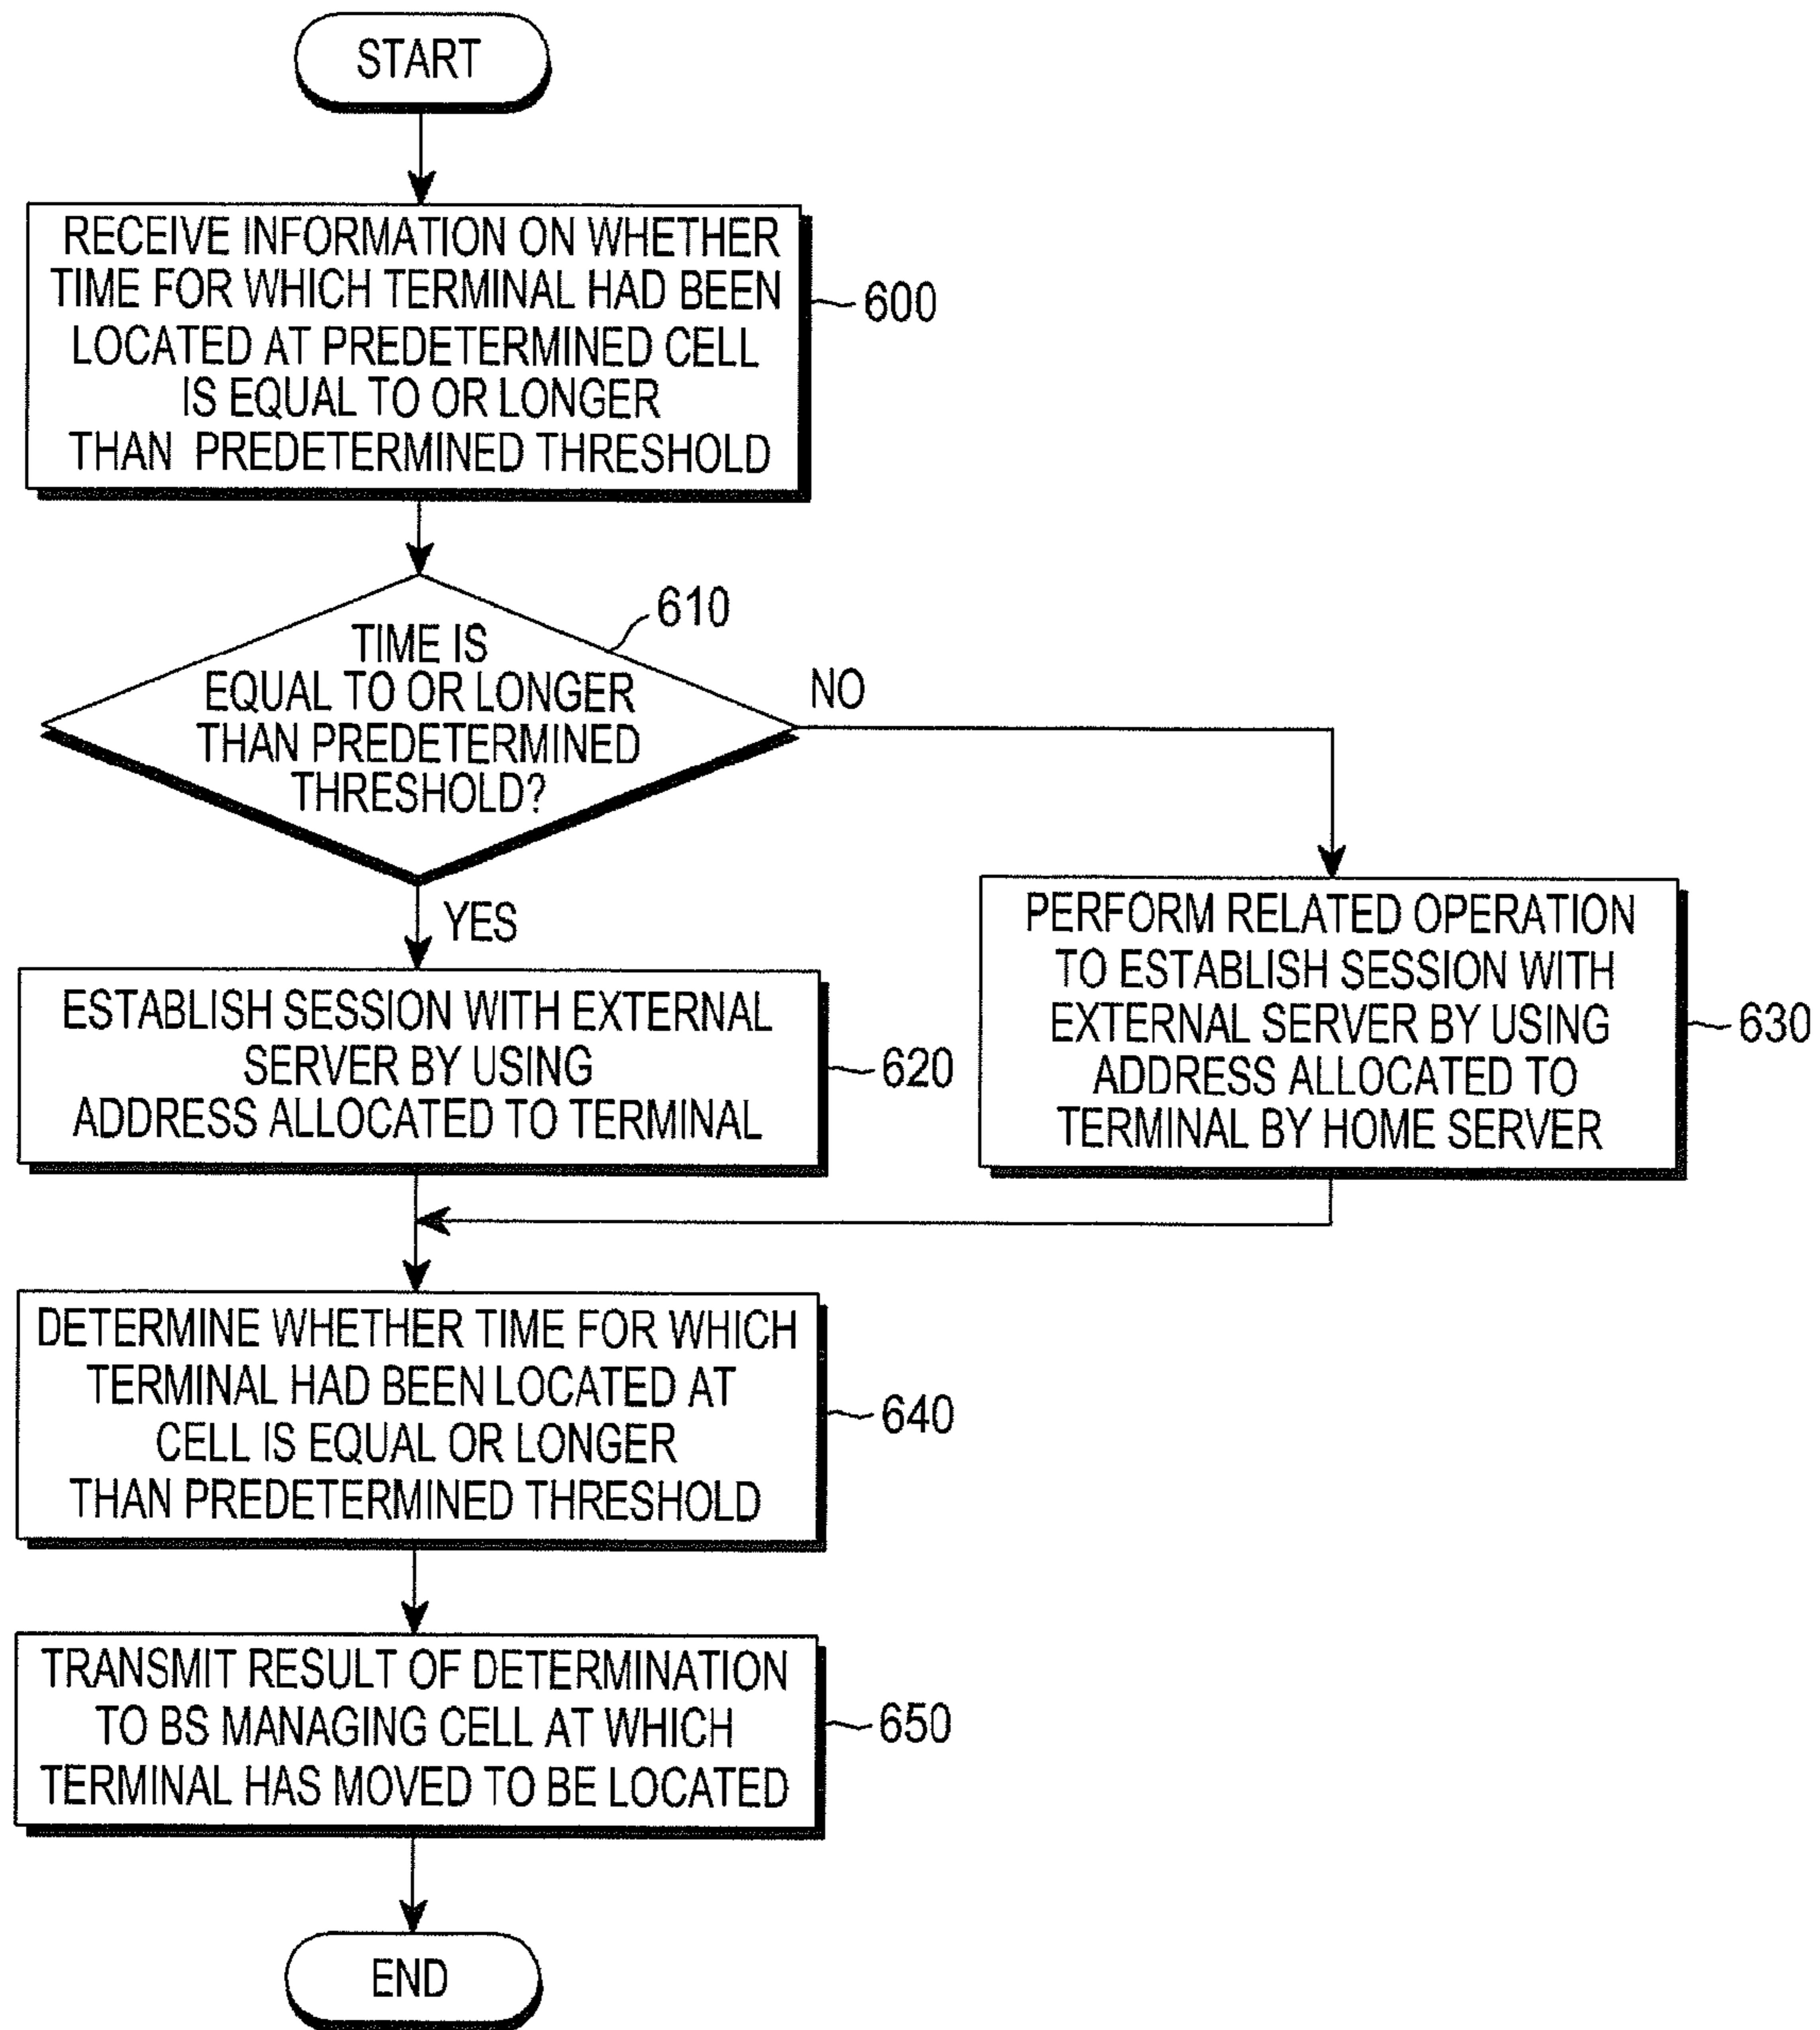 START
RECEIVE INFORMATION ON WHETHER
TIME FOR WHICH TERMINAL HAD BEEN
LOCATED AT PREDETERMINED CELL
IS EQUAL TO OR LONGER
THAN PREDETERMINED THRESHOLD
600
610
TIME IS
EQUAL TO OR LONGER
THAN PREDETERMINED
THRESHOLD?
NO
YES
ESTABLISH SESSION WITH EXTERNAL
SERVER BY USING
ADDRESS ALLOCATED TO TERMINAL
620
PERFORM RELATED OPERATION
TO ESTABLISH SESSION WITH
EXTERNAL SERVER BY USING
ADDRESS ALLOCATED TO
TERMINAL BY HOME SERVER
630
DETERMINE WHETHER TIME FOR WHICH
TERMINAL HAD BEEN LOCATED AT
CELL IS EQUAL OR LONGER
THAN PREDETERMINED THRESHOLD
640
TRANSMIT RESULT OF DETERMINATION
TO BS MANAGING CELL AT WHICH
TERMINAL HAS MOVED TO BE LOCATED
650
END